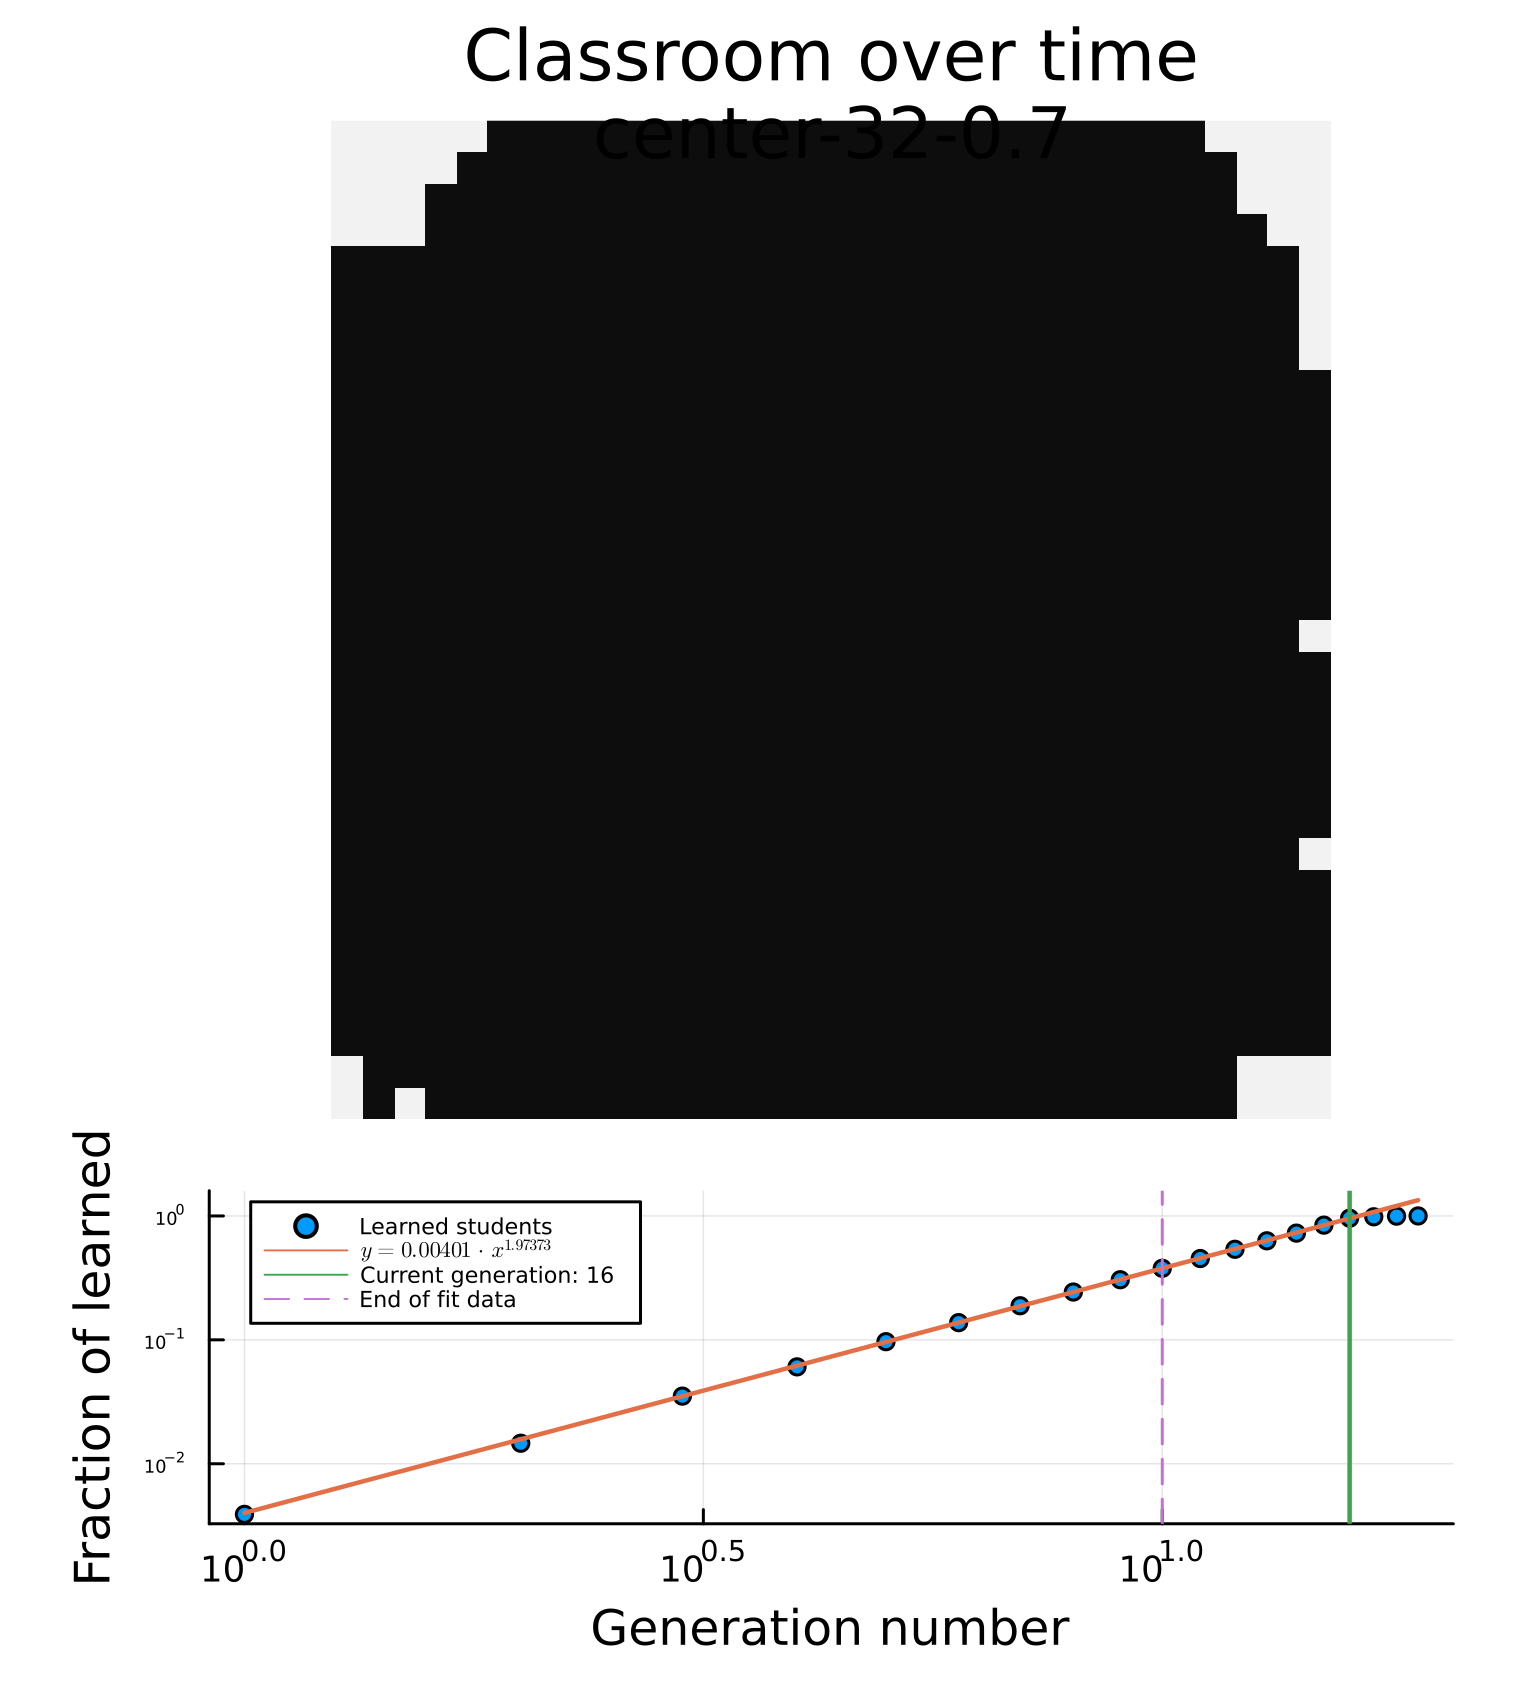 Classroom over time
center-32-0.7
Fraction of learned
10^0
10^−1
10^−2
Learned students
y = 0.00401 · x^1.97373
Current generation: 16
End of fit data
10^0.0
10^0.5
10^1.0
Generation number